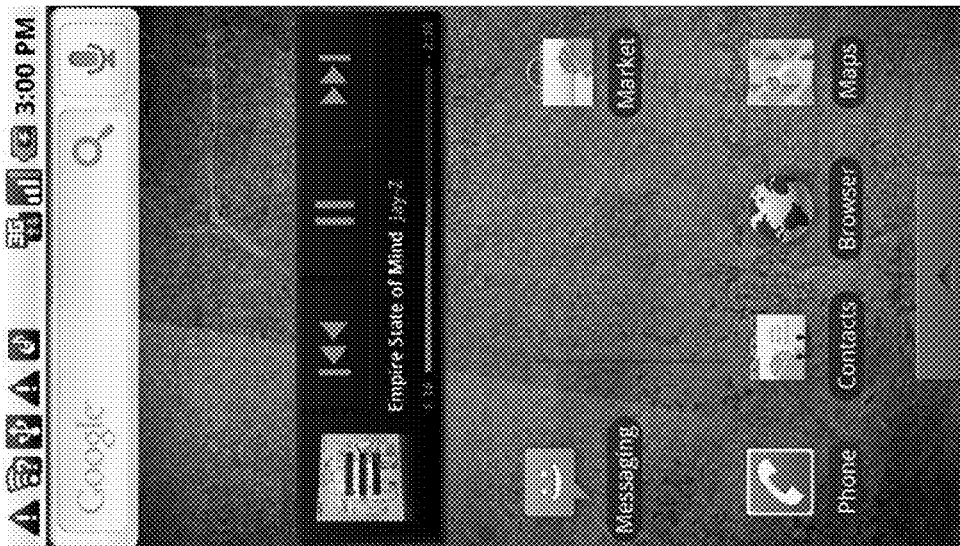 3:00 PM
Google
Empire State of Mind Jay-Z
Messaging
Market
Phone
Contacts
Browser
Maps